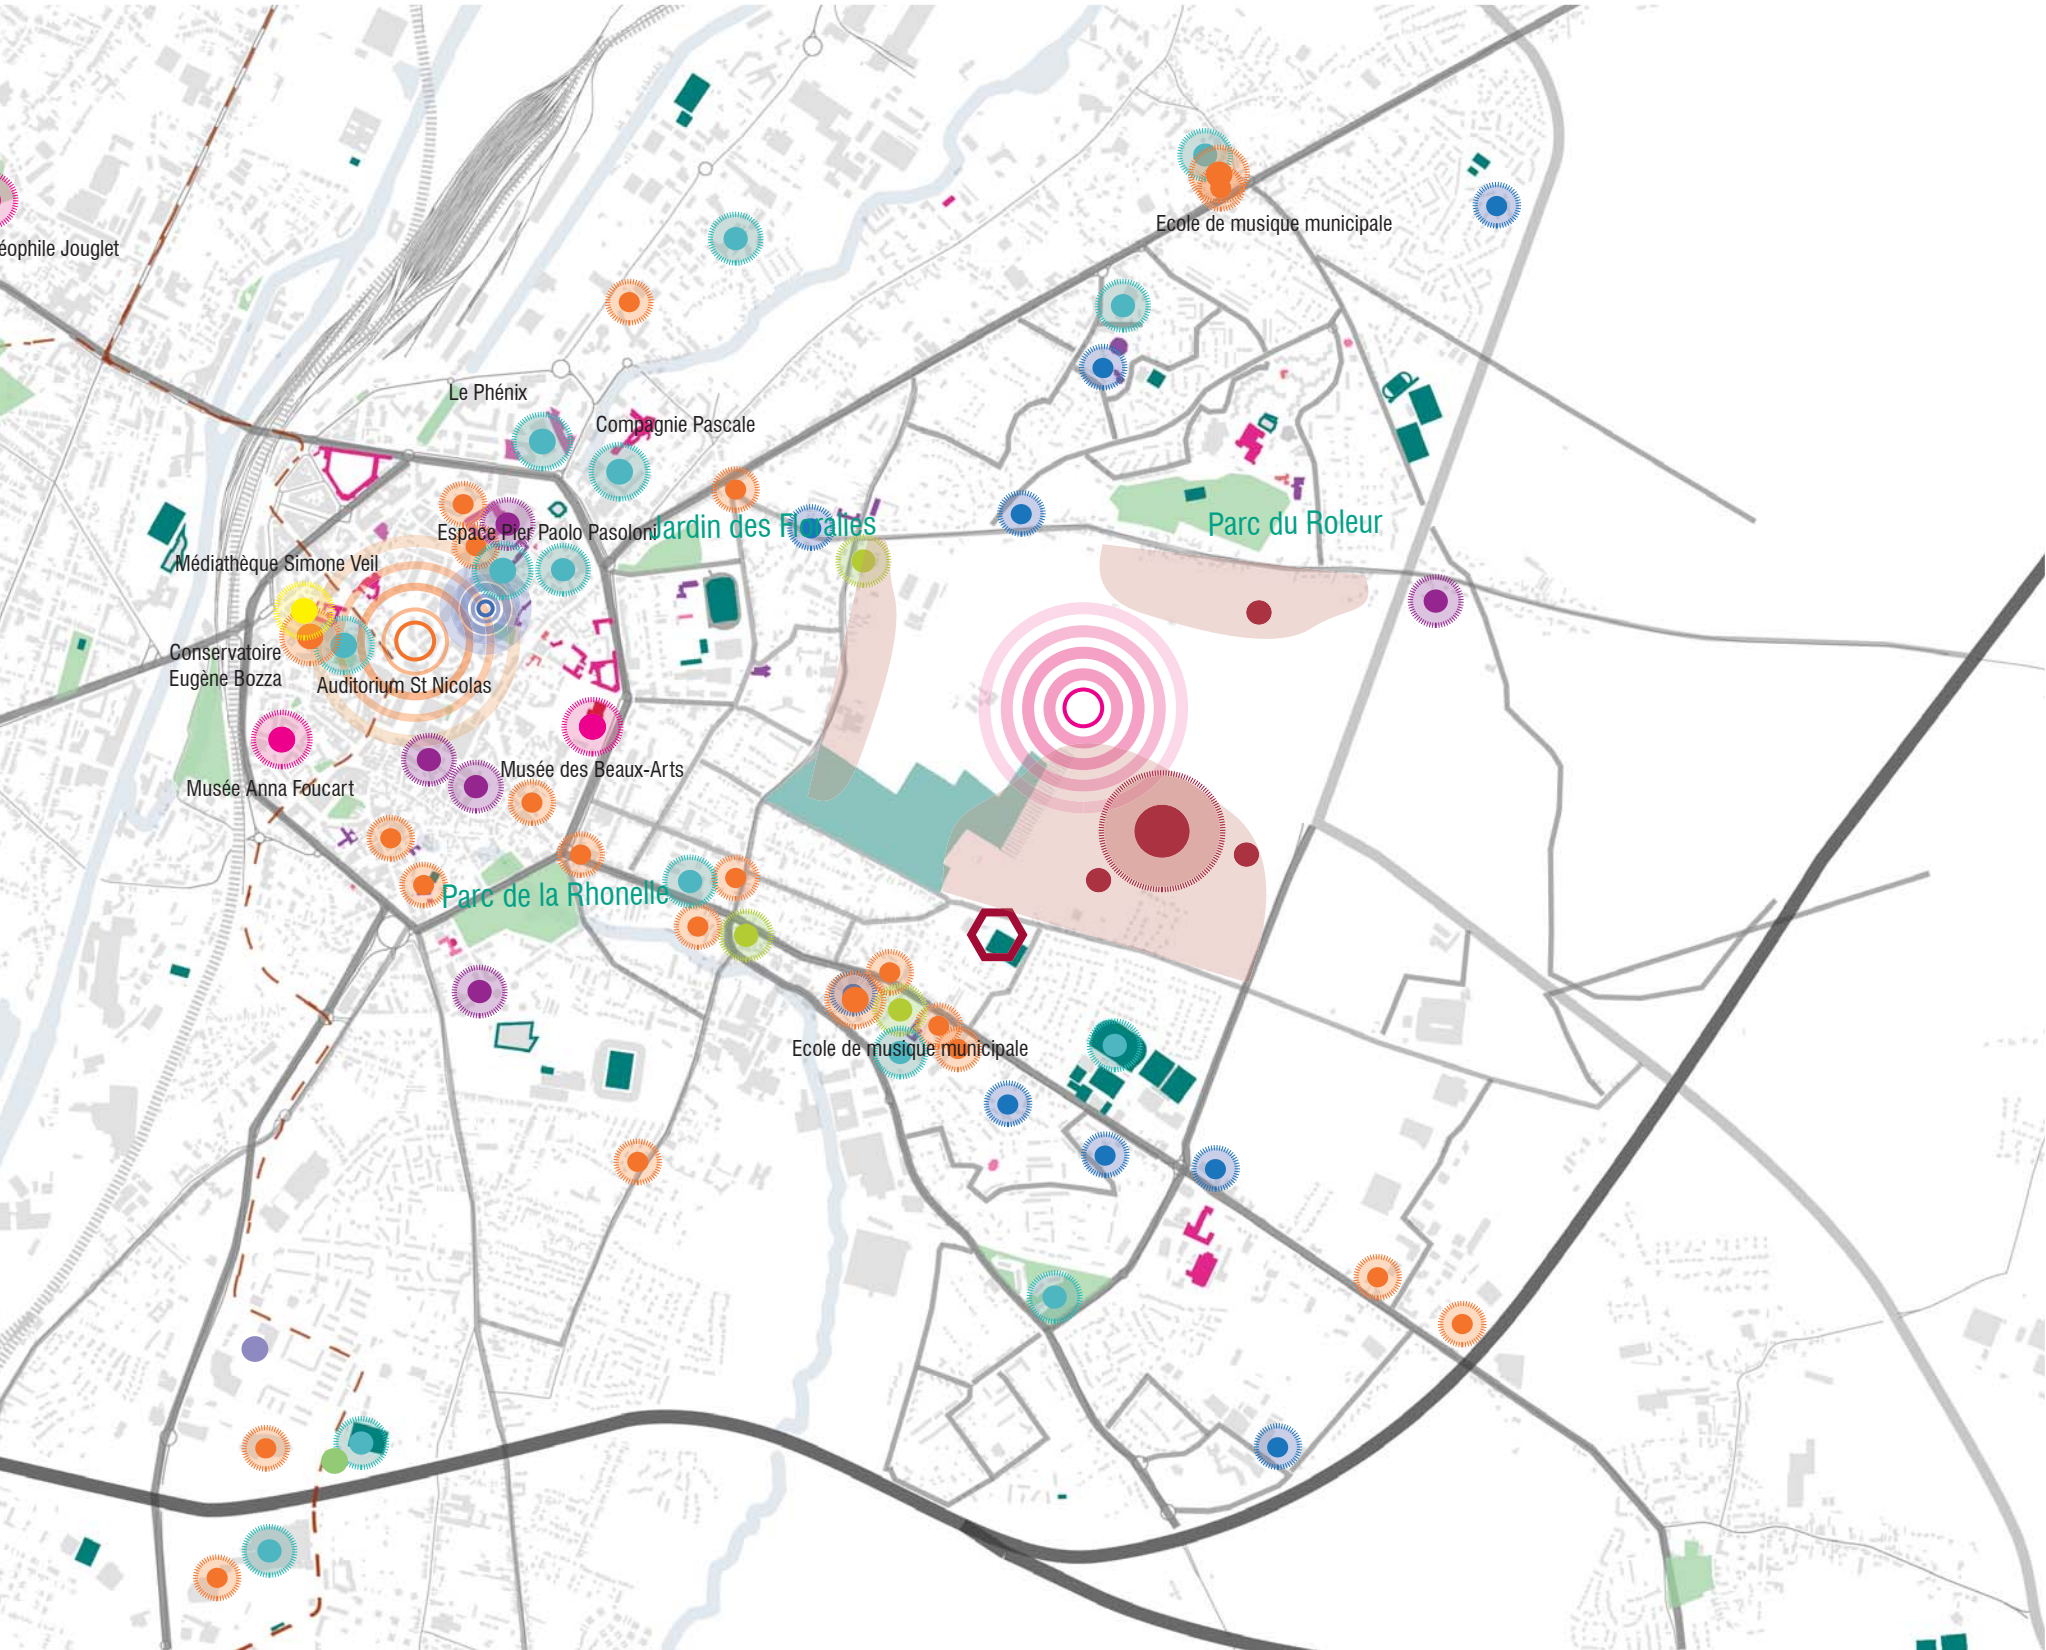 Ecole de musique municipale
éophile Jouglet
Le Phénix
Compagnie Pascale
Espace Pier Paolo Pasoloni
Jardin des Floralies
Parc du Roleur
Médiathèque Simone Veil
Conservatoire
Eugène Bozza
Auditorium St Nicolas
Musée des Beaux-Arts
Musée Anna Foucart
Parc de la Rhonelle
Ecole de musique municipale